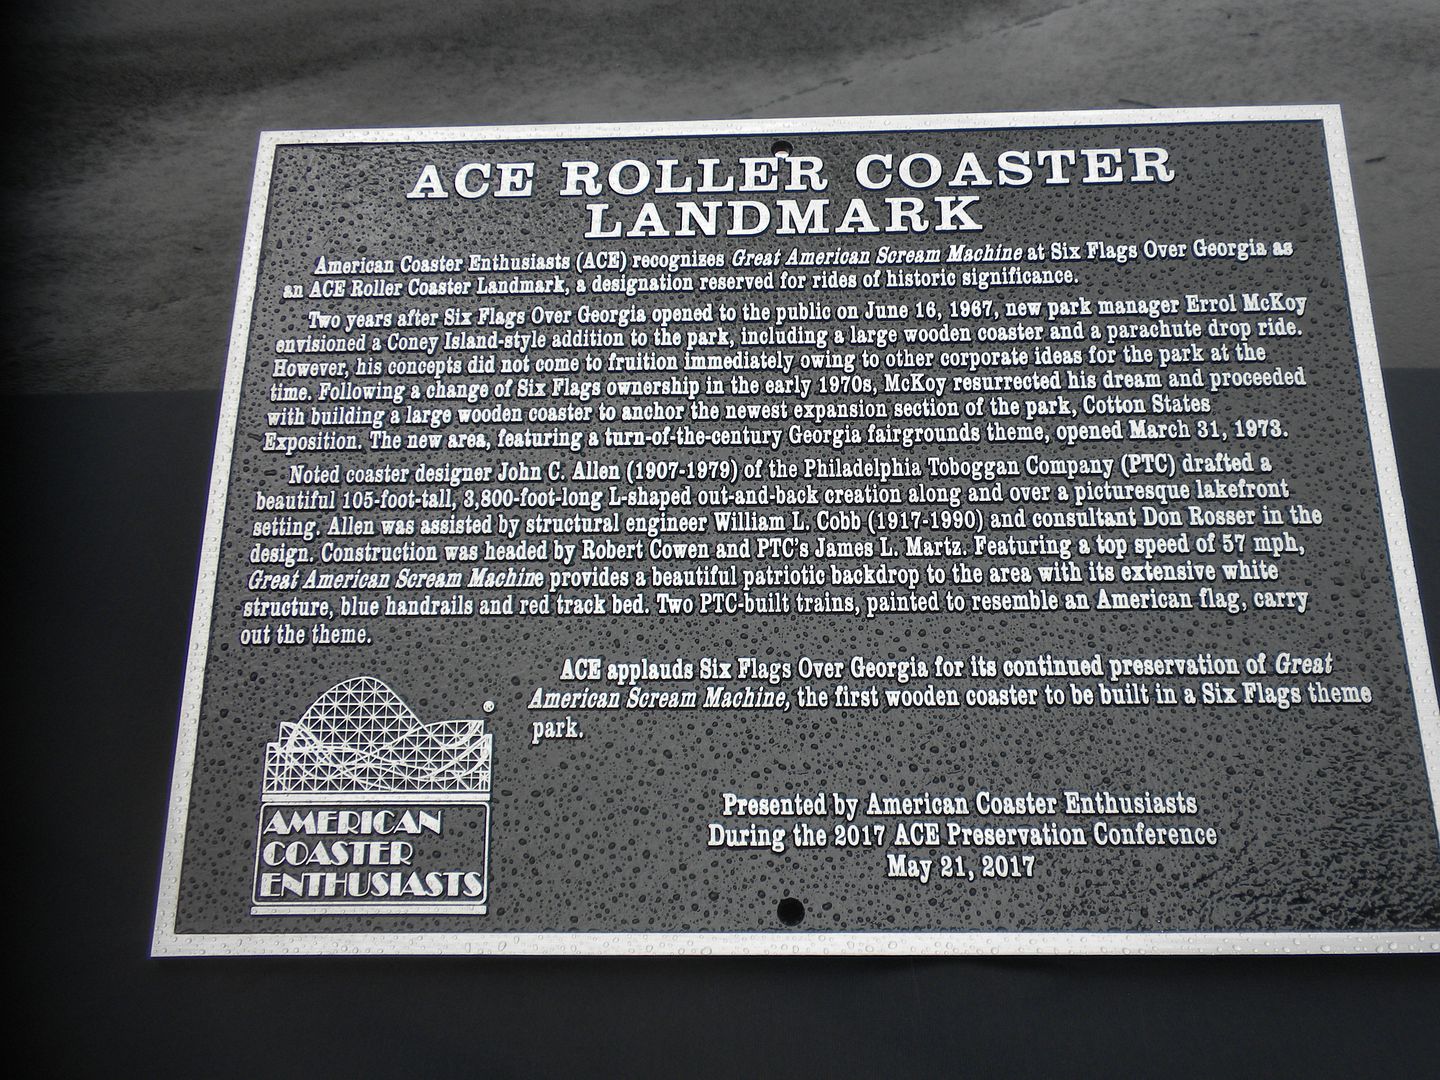 ACE ROLLER COASTER
LANDMARK
American Coaster Enthusiasts (ACE) recognizes Great American Scream Machine at Six Flags Over Georgia as
an ACE Roller Coaster Landmark, a designation reserved for rides of historic significance.
Two years after Six Flags Over Georgia opened to the public on June 16, 1967, new park manager Errol McKoy
envisioned a Coney Island-style addition to the park, including a large wooden coaster and a parachute drop ride.
However, his concepts did not come to fruition immediately owing to other corporate ideas for the park at the
time. Following a change of Six Flags ownership in the early 1970s, McKoy resurrected his dream and proceeded
with building a large wooden coaster to anchor the newest expansion section of the park, Cotton States
Exposition. The new area, featuring a turn-of-the-century Georgia fairgrounds theme, opened March 31, 1973.
Noted coaster designer John C. Allen (1907-1979) of the Philadelphia Toboggan Company (PTC) drafted a
beautiful 105-foot-tall, 3,800-foot-long L-shaped out-and-back creation along and over a picturesque lakefront
setting. Allen was assisted by structural engineer William L. Cobb (1917-1990) and consultant Don Rosser in the
design. Construction was headed by Robert Cowen and PTC's James L. Martz. Featuring a top speed of 57 mph,
Great American Scream Machine provides a beautiful patriotic backdrop to the area with its extensive white
structure, blue handrails and red track bed. Two PTC-built trains, painted to resemble an American flag, carry
out the theme.
ACE applauds Six Flags Over Georgia for its continued preservation of Great
American Scream Machine, the first wooden coaster to be built in a Six Flags theme
park.
®
AMERICAN
COASTER
ENTHUSIASTS
Presented by American Coaster Enthusiasts
During the 2017 ACE Preservation Conference
May 21, 2017